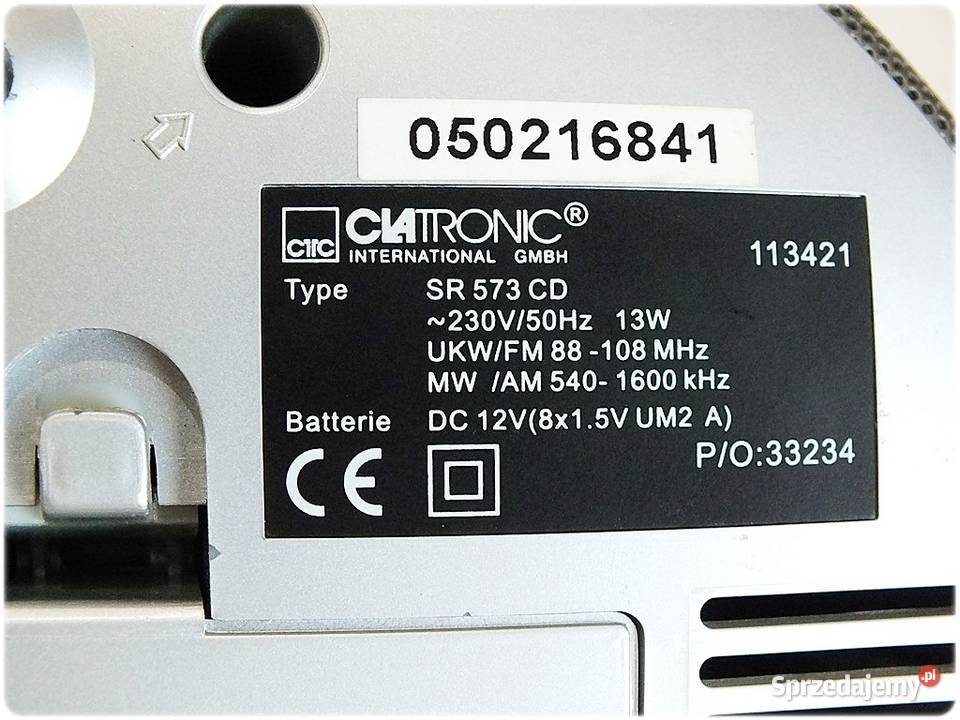 050216841
CTC CLATRONIC®
INTERNATIONAL GMBH
113421
Type SR 573 CD
~230V/50Hz 13W
UKW/FM 88 -108 MHz
MW /AM 540- 1600 kHz
Batterie DC 12V(8x1.5V UM2 A)
P/O:33234
CE
Sprzedajemy.pl